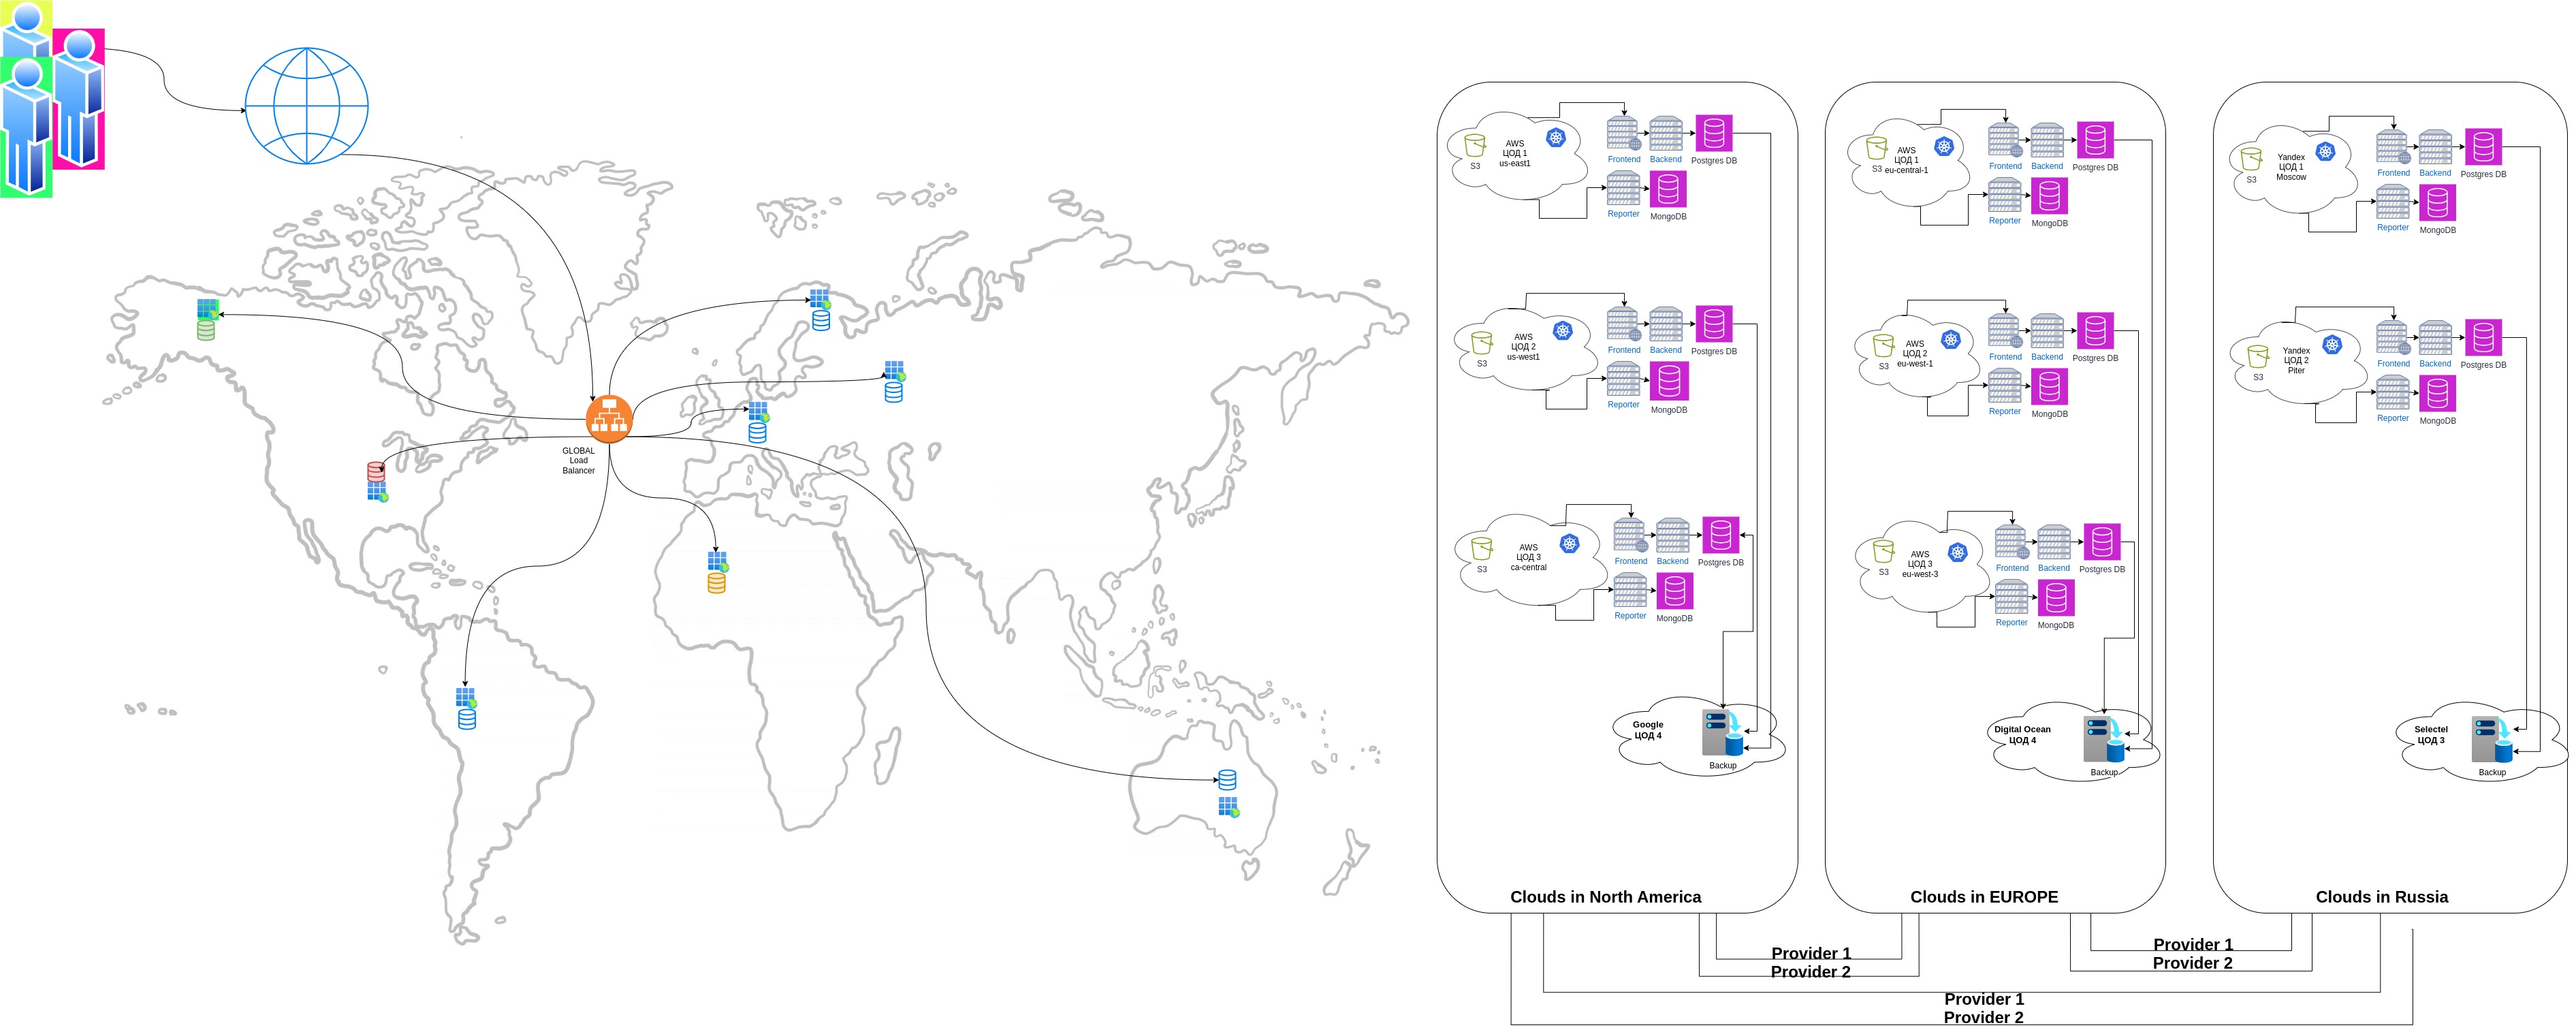 GLOBAL
Load
Balancer
S3
AWS
ЦОД 1
us-east1
Frontend
Backend
Postgres DB
Reporter
MongoDB
S3
AWS
ЦОД 2
us-west1
Frontend
Backend
Postgres DB
Reporter
MongoDB
S3
AWS
ЦОД 3
ca-central
Frontend
Backend
Postgres DB
Reporter
MongoDB
Google
ЦОД 4
Backup
Clouds in North America
S3
AWS
ЦОД 1
eu-central-1
Frontend
Backend
Postgres DB
Reporter
MongoDB
S3
AWS
ЦОД 2
eu-west-1
Frontend
Backend
Postgres DB
Reporter
MongoDB
S3
AWS
ЦОД 3
eu-west-3
Frontend
Backend
Postgres DB
Reporter
MongoDB
Digital Ocean
ЦОД 4
Backup
Clouds in EUROPE
S3
Yandex
ЦОД 1
Moscow
Frontend
Backend
Postgres DB
Reporter
MongoDB
S3
Yandex
ЦОД 2
Piter
Frontend
Backend
Postgres DB
Reporter
MongoDB
Selectel
ЦОД 3
Backup
Clouds in Russia
Provider 1
Provider 2
Provider 1
Provider 2
Provider 1
Provider 2